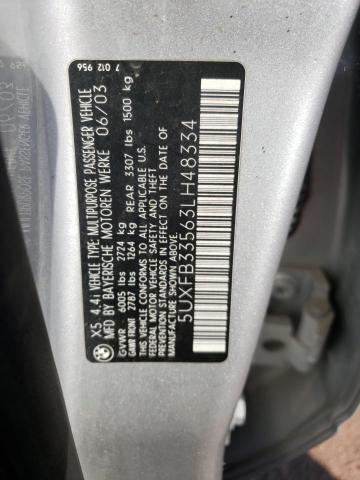 7 012 956
X5 4.4i VEHICLE TYPE: MULTIPURPOSE PASSENGER VEHICLE
MFG BY BAYERISCHE MOTOREN WERKE 06/03
GVWR 6005 lbs 2724 kg
GAWR FRONT 2787 lbs 1264 kg REAR 3307 lbs 1500 kg
THIS VEHICLE CONFORMS TO ALL APPLICABLE U.S.
FEDERAL MOTOR VEHICLE SAFETY AND THEFT
PREVENTION STANDARDS IN EFFECT ON THE
DATE OF MANUFACTURE SHOWN ABOVE.
5UXFB33563LH48334